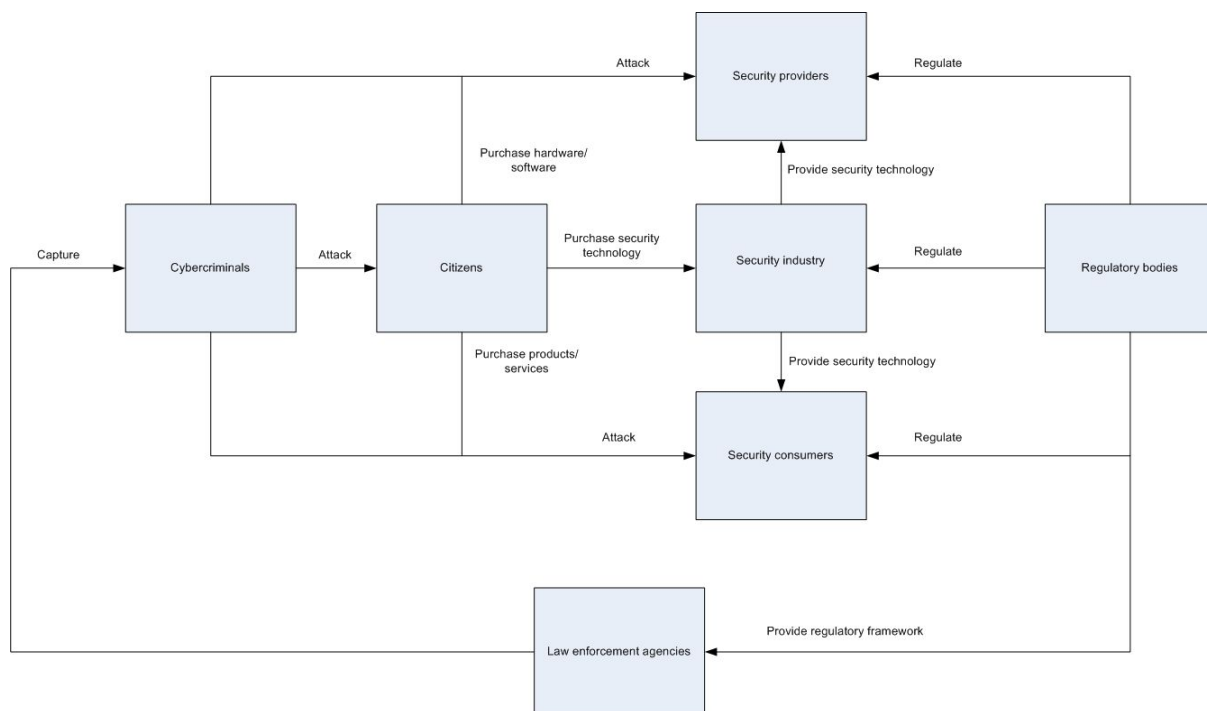 Attack
Security providers
Regulate
Purchase hardware/
software
Provide security technology
Capture
Cybercriminals
Attack
Citizens
Purchase security
technology
Security industry
Regulate
Regulatory bodies
Purchase products/
services
Provide security technology
Attack
Security consumers
Regulate
Law enforcement agencies
Provide regulatory framework